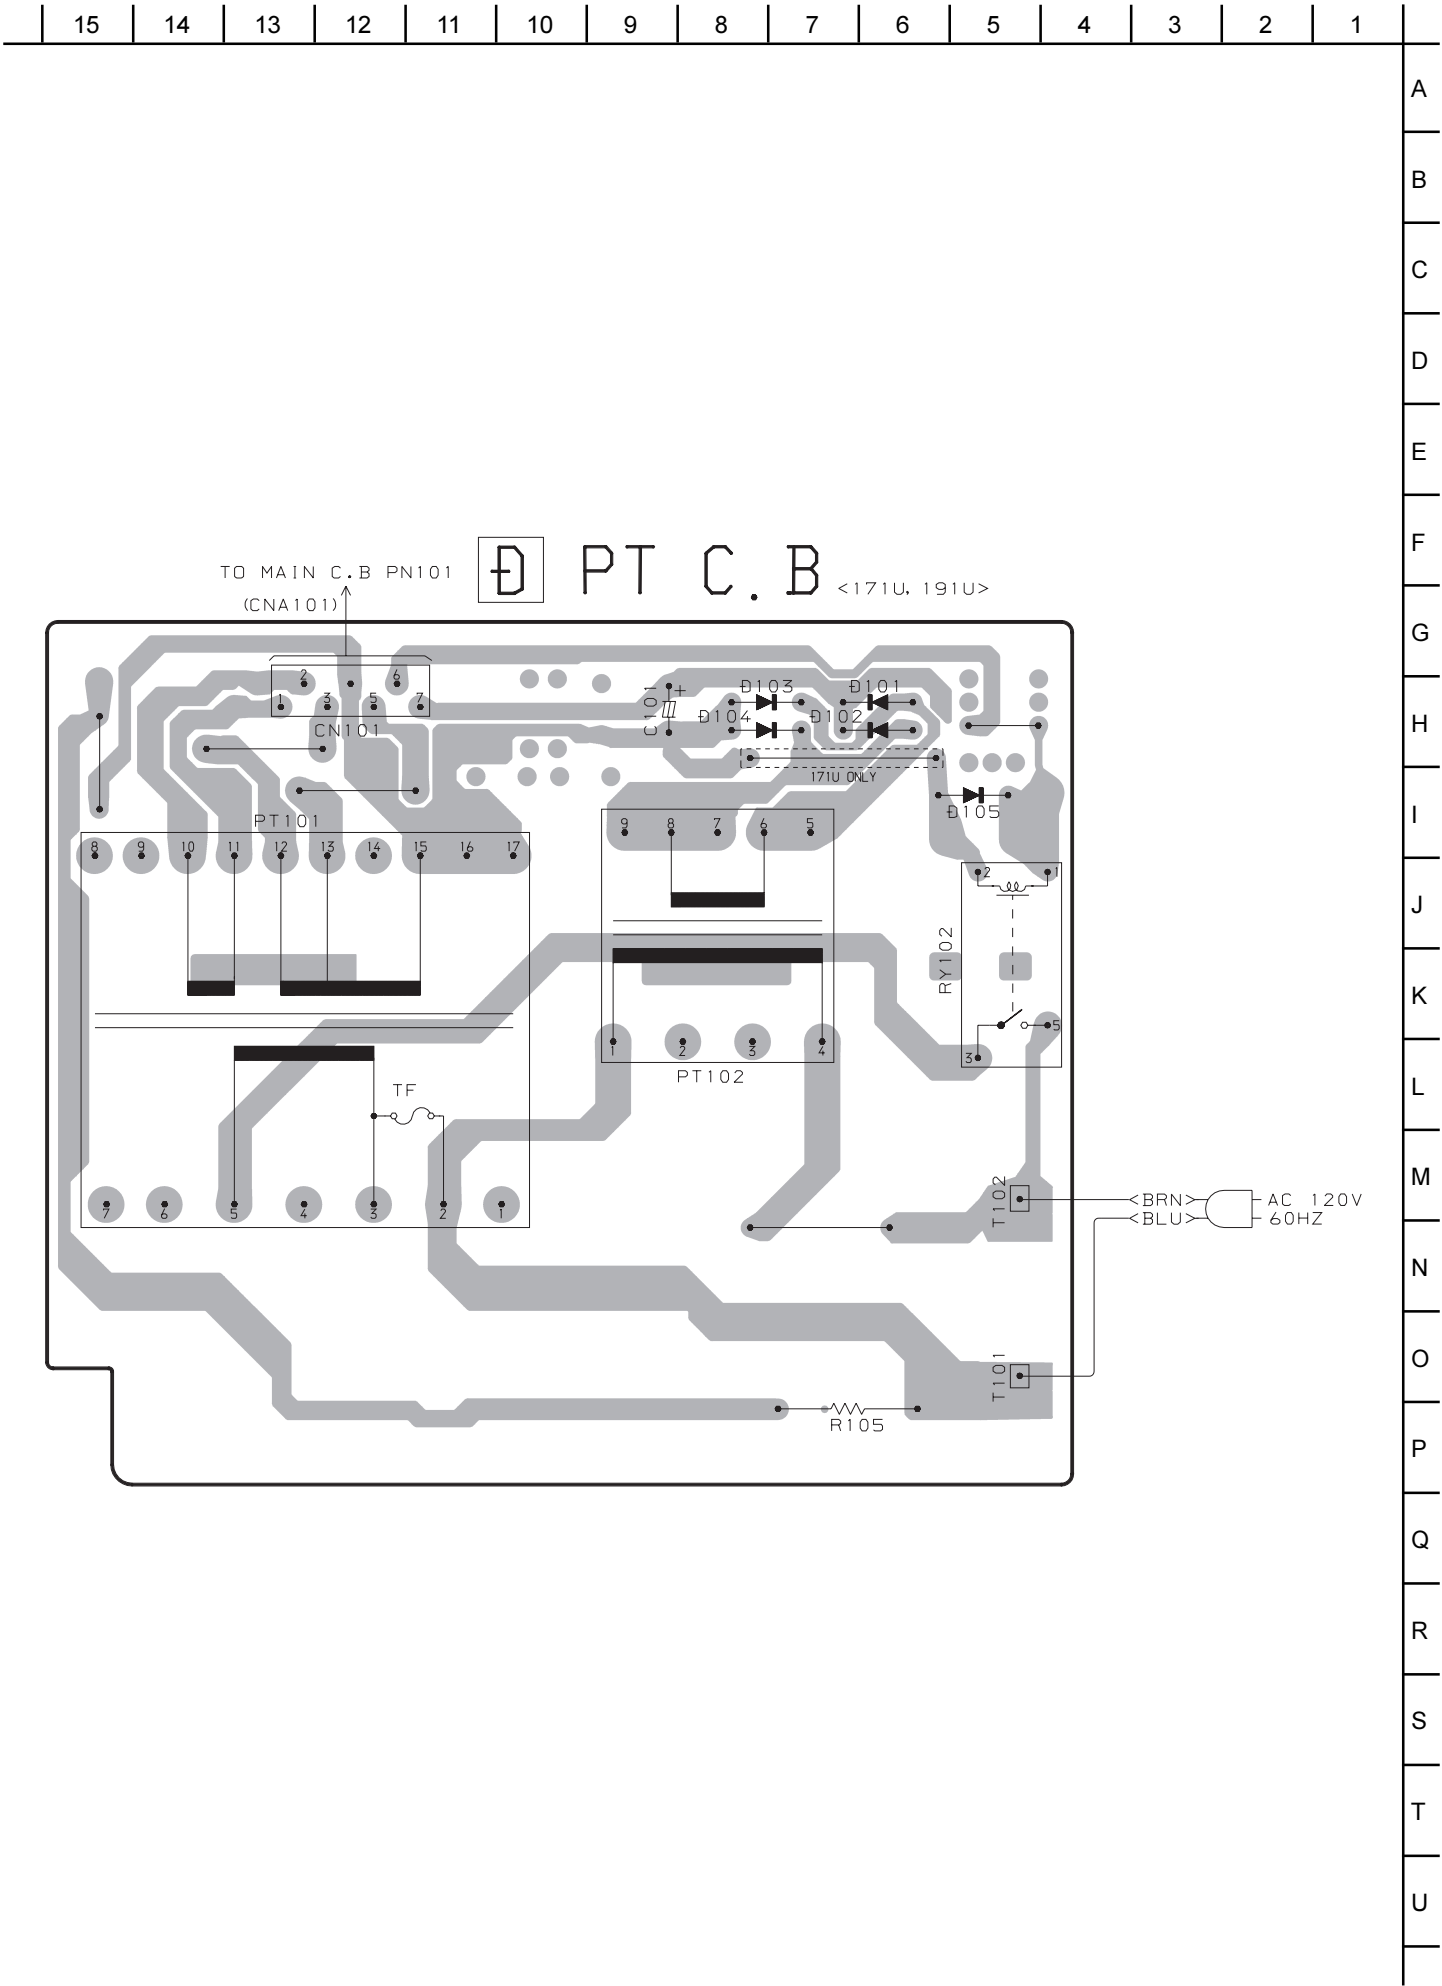 15 14 13 12 11 10 9 8 7 6 5 4 3 2 1
A
B
C
D
E
F
G
H
I
J
K
L
M
N
O
P
Q
R
S
T
U
D PT C.B <171U, 191U>
TO MAIN C.B PN101
(CNA101)
2 6
1 3 5 7
CN101
C101 +
D103 D101
D104 D102
171U ONLY
D105
PT101
8 9 10 11 12 13 14 15 16 17
9 8 7 6 5
2 1
RY102
5
3
1 2 3 4
PT102
TF
7 6 5 4 3 2 1
T102
<BRN> AC 120V
<BLU> 60HZ
T101
R105